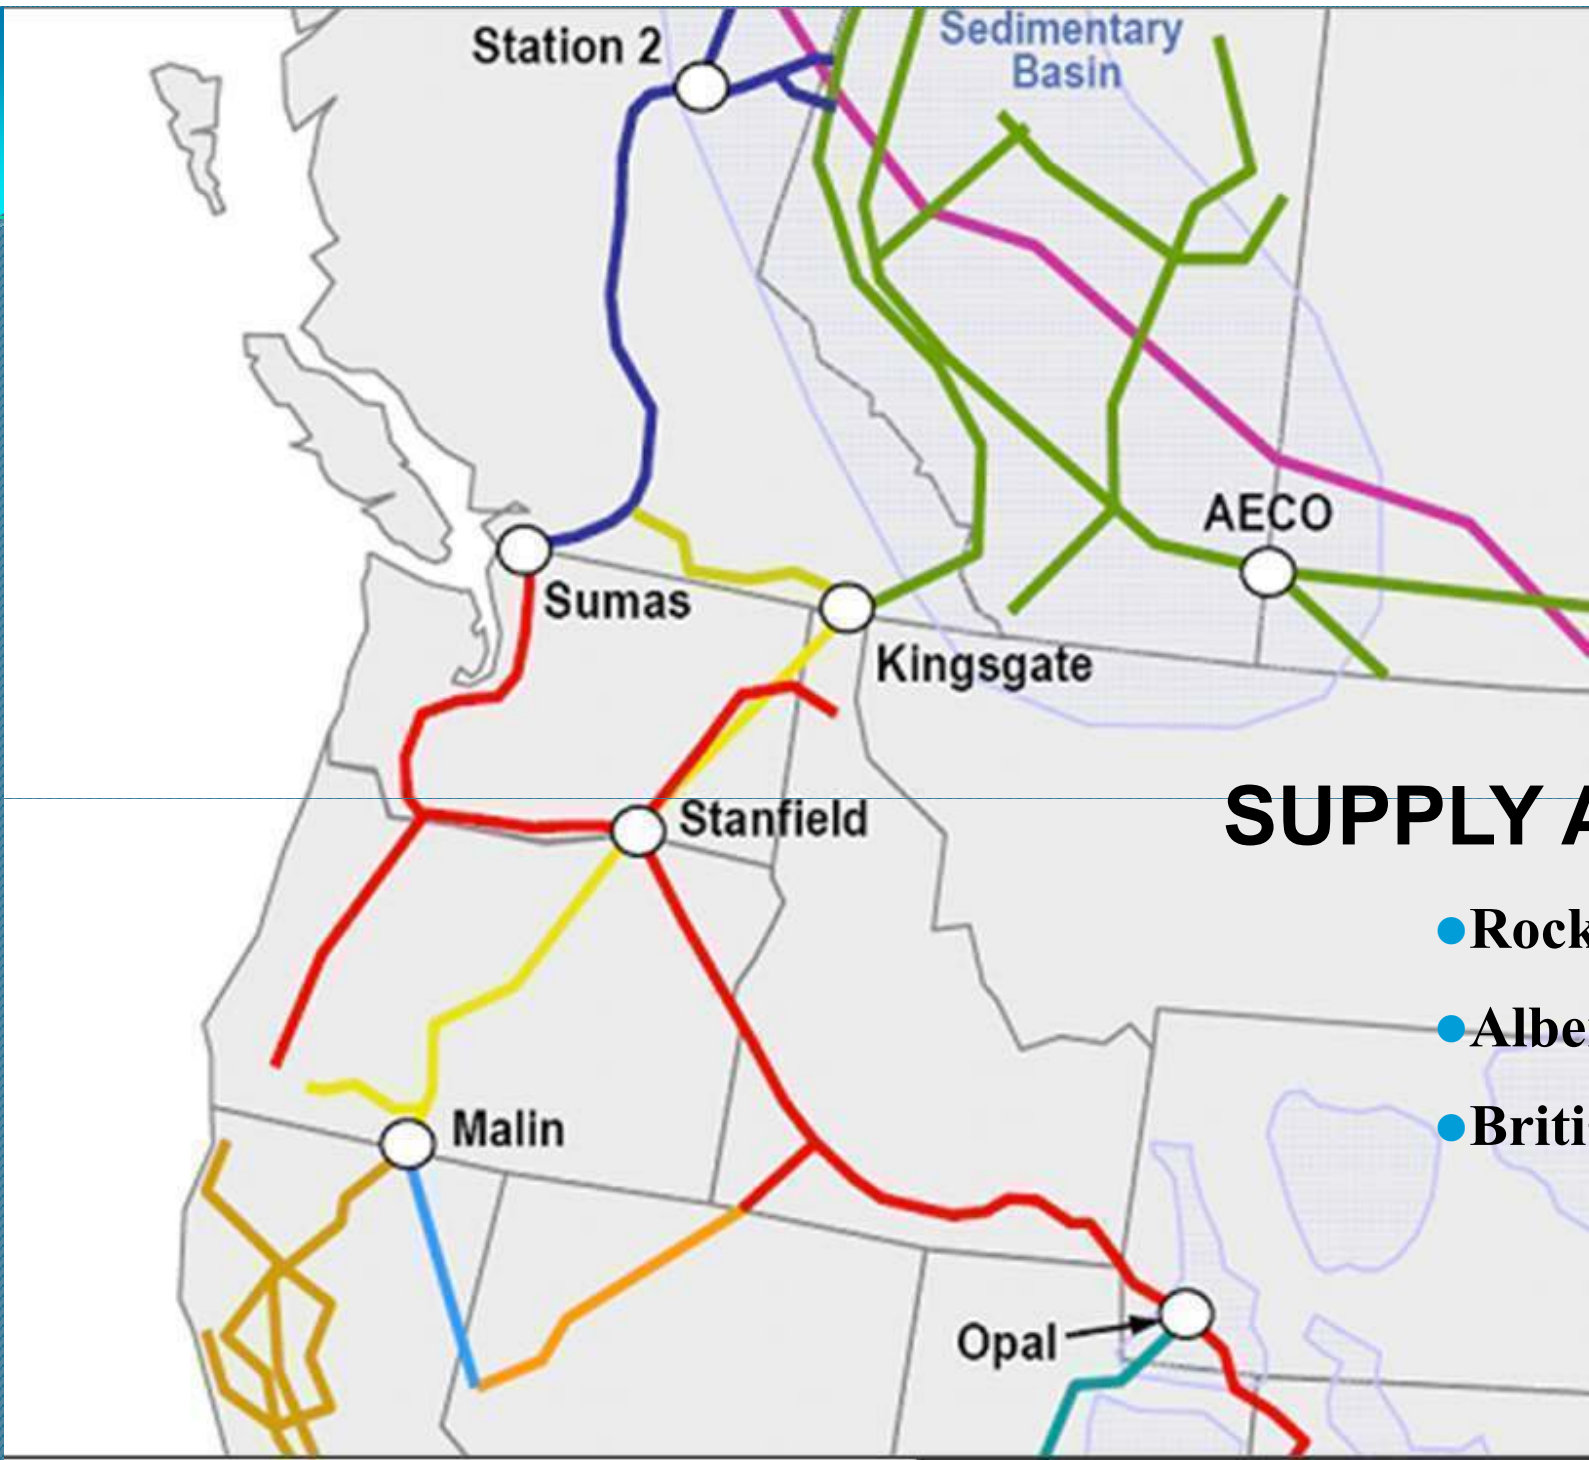 Station 2
Sedimentary
Basin
AECO
Sumas
Kingsgate
Stanfield
SUPPLY
Malin
Opal